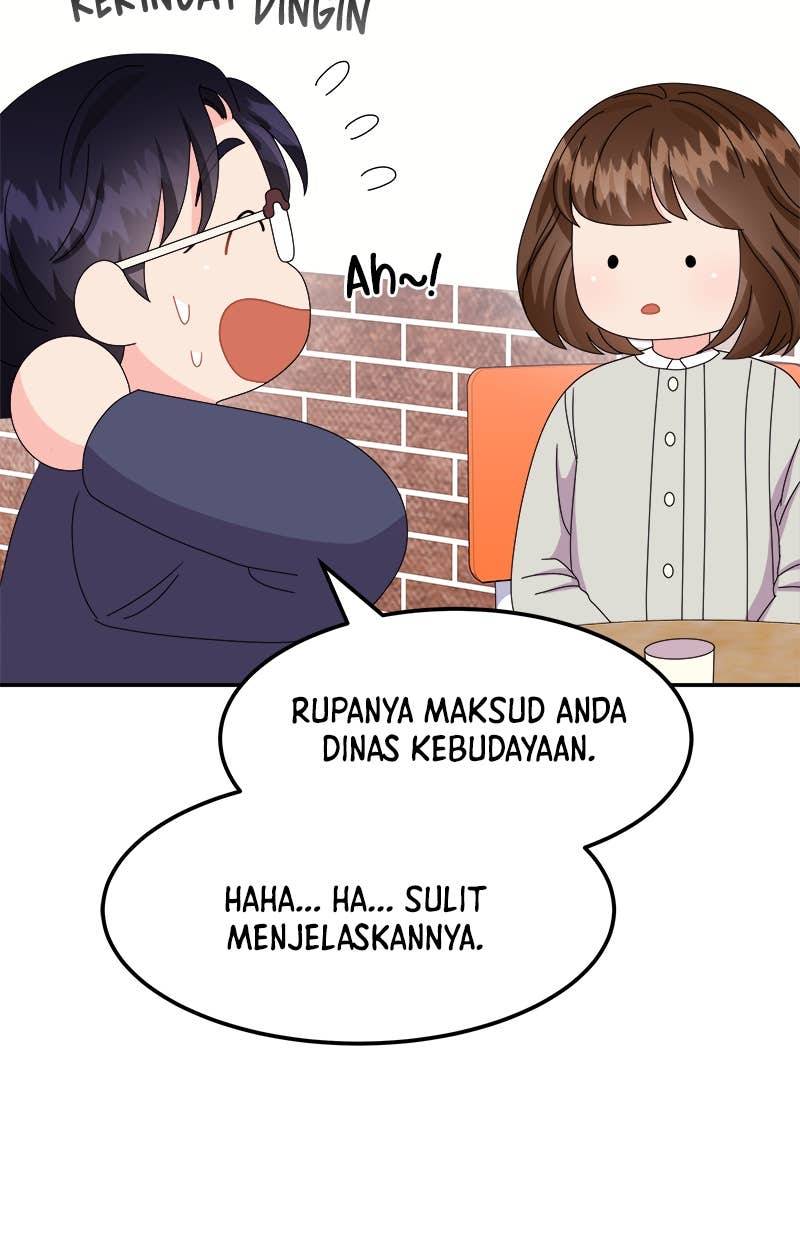 KERINGAT DINGIN
Ah~!
RUPANYA MAKSUD ANDA
DINAS KEBUDAYAAN.
HAHA... HA... SULIT
MENJELASKANNYA.